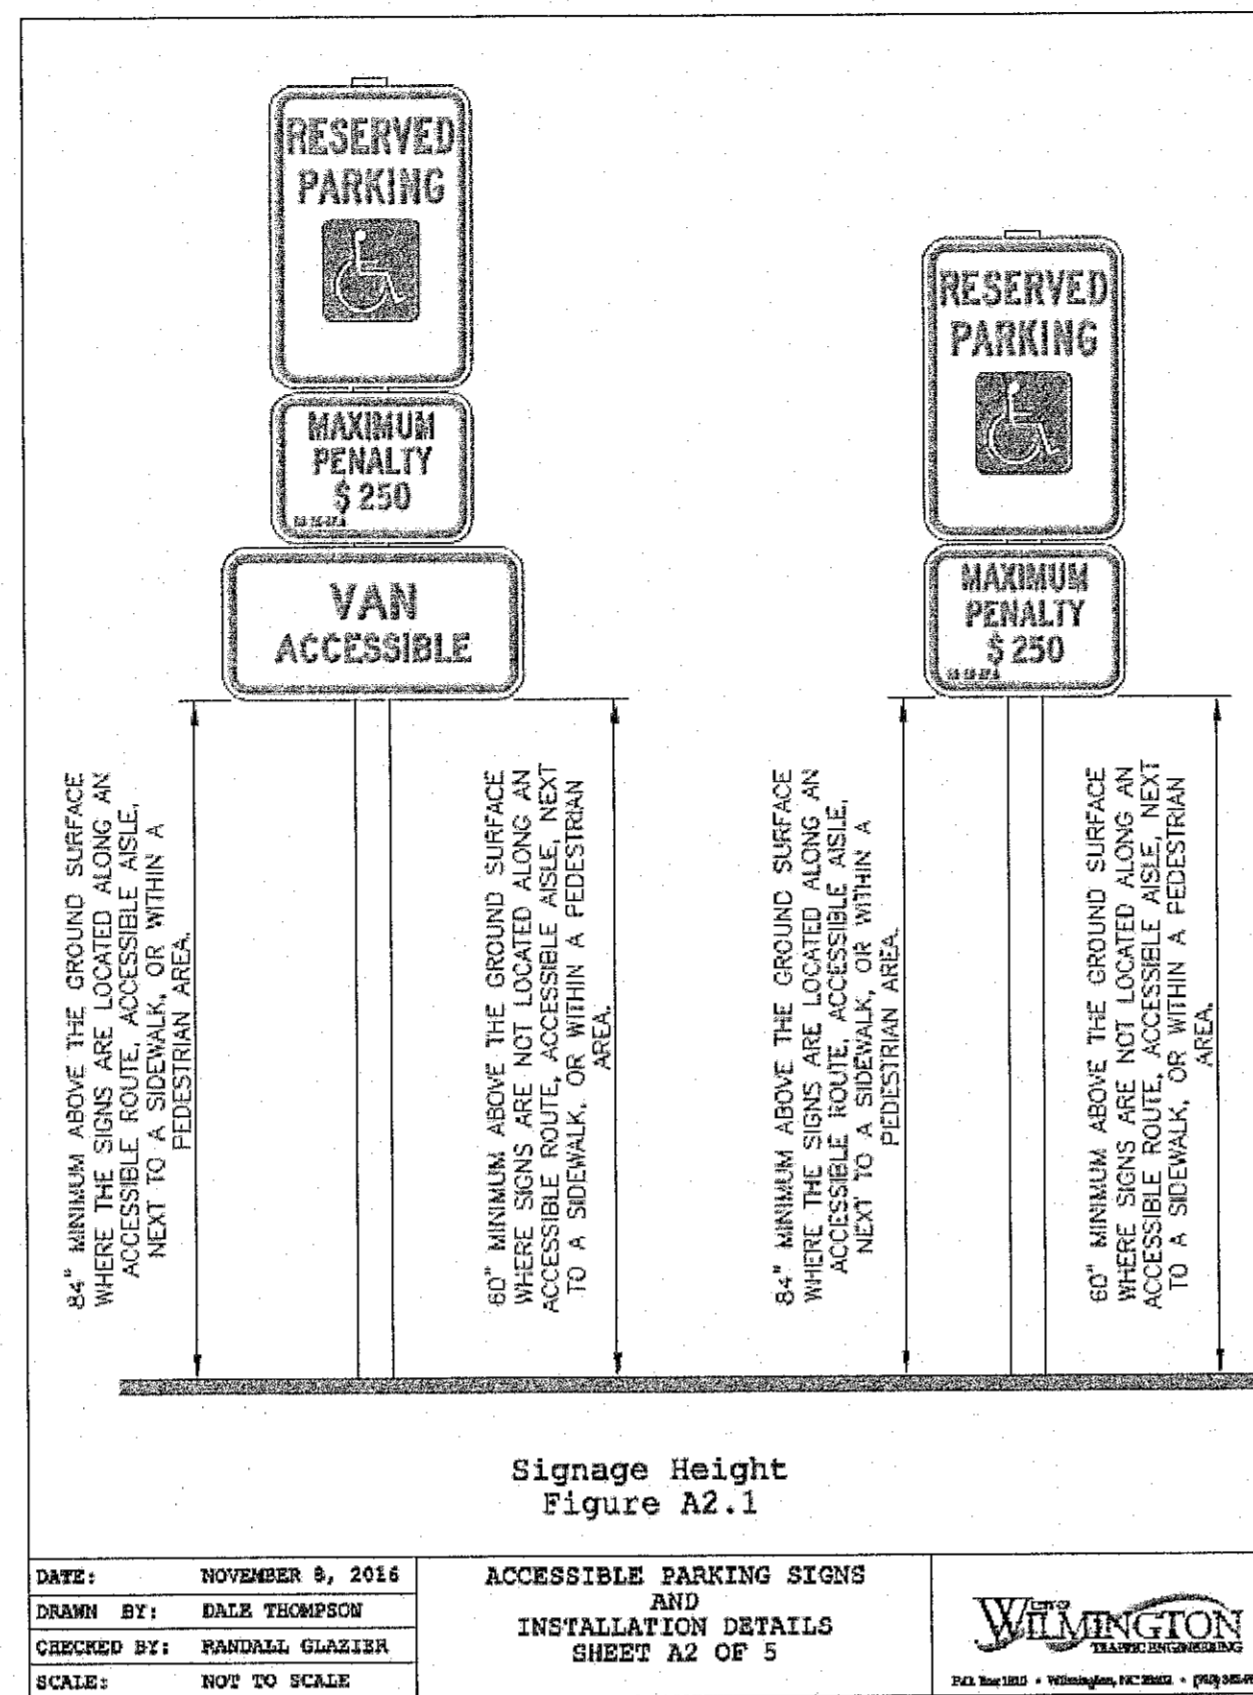 RESERVED
PARKING
MAXIMUM
PENALTY
$ 250
VAN
ACCESSIBLE
RESERVED
PARKING
MAXIMUM
PENALTY
$ 250
84" MINIMUM ABOVE THE GROUND SURFACE
WHERE THE SIGNS ARE LOCATED ALONG AN
ACCESSIBLE ROUTE, ACCESSIBLE AISLE,
NEXT TO A SIDEWALK, OR WITHIN A
PEDESTRIAN AREA.
60" MINIMUM ABOVE THE GROUND SURFACE
WHERE SIGNS ARE NOT LOCATED ALONG AN
ACCESSIBLE ROUTE, ACCESSIBLE AISLE, NEXT
TO A SIDEWALK, OR WITHIN A PEDESTRIAN
AREA.
84" MINIMUM ABOVE THE GROUND SURFACE
WHERE THE SIGNS ARE LOCATED ALONG AN
ACCESSIBLE ROUTE, ACCESSIBLE AISLE,
NEXT TO A SIDEWALK, OR WITHIN A
PEDESTRIAN AREA.
60" MINIMUM ABOVE THE GROUND SURFACE
WHERE SIGNS ARE NOT LOCATED ALONG AN
ACCESSIBLE ROUTE, ACCESSIBLE AISLE, NEXT
TO A SIDEWALK, OR WITHIN A PEDESTRIAN
AREA.
Signage Height
Figure A2.1
DATE: NOVEMBER 8, 2016
DRAWN BY: DALE THOMPSON
CHECKED BY: RANDALL GLAZIER
SCALE: NOT TO SCALE
ACCESSIBLE PARKING SIGNS
AND
INSTALLATION DETAILS
SHEET A2 OF 5
CITY OF
WILMINGTON
TRAFFIC ENGINEERING
P.O. Box 1810 • Wilmington, NC